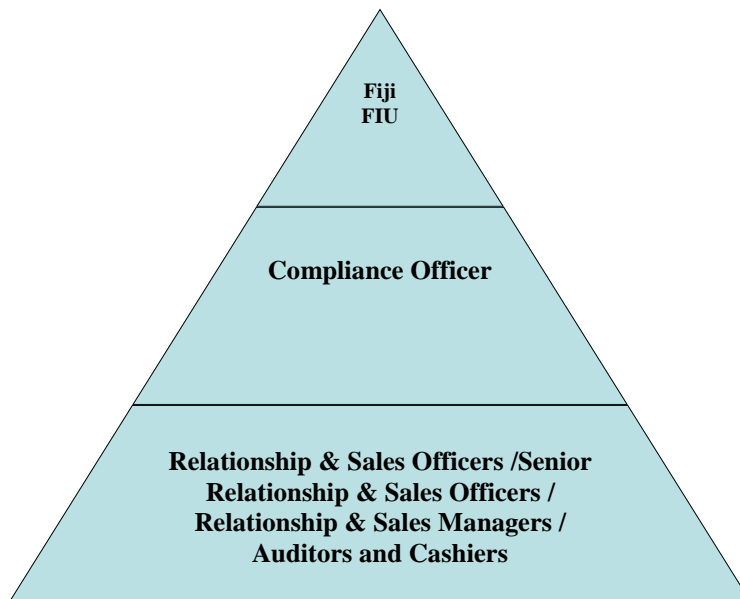 Fiji
FIU
Compliance Officer
Relationship & Sales Officers /Senior
Relationship & Sales Officers /
Relationship & Sales Managers /
Auditors and Cashiers